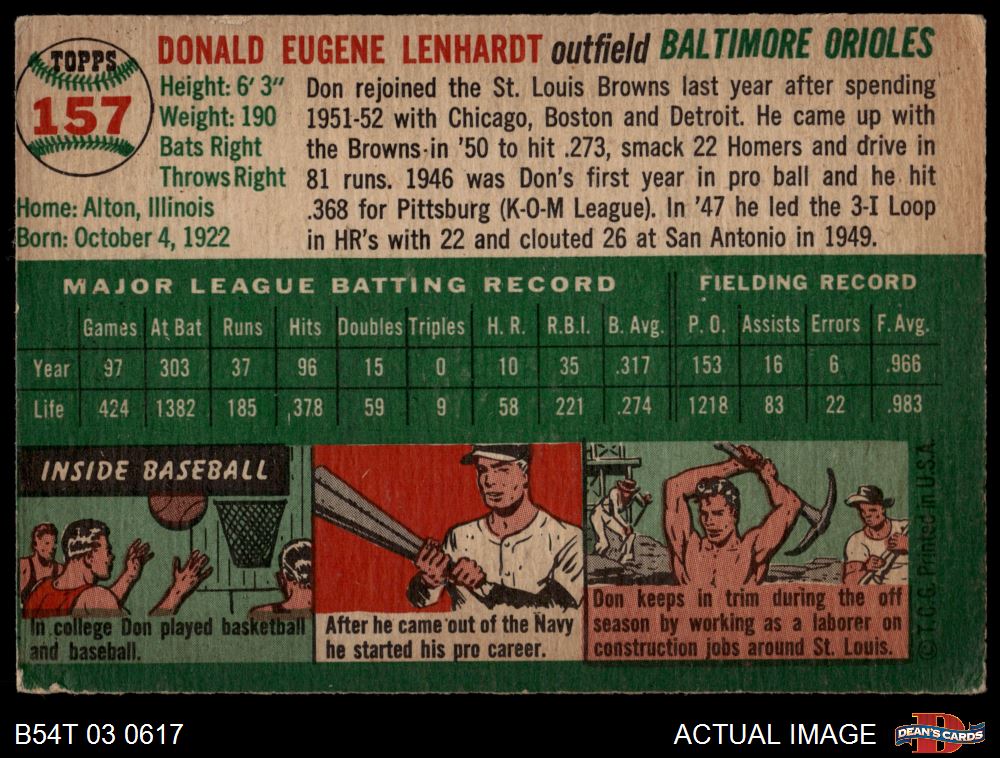 TOPPS
157
DONALD EUGENE LENHARDT outfield BALTIMORE ORIOLES
Height: 6' 3"
Weight: 190
Bats Right
Throws Right
Home: Alton, Illinois
Born: October 4, 1922
Don rejoined the St. Louis Browns last year after spending
1951-52 with Chicago, Boston and Detroit. He came up with
the Browns in '50 to hit .273, smack 22 Homers and drive in
81 runs. 1946 was Don's first year in pro ball and he hit
.368 for Pittsburg (K-O-M League). In '47 he led the 3-I Loop
in HR's with 22 and clouted 26 at San Antonio in 1949.
MAJOR LEAGUE BATTING RECORD FIELDING RECORD
Games At Bat Runs Hits Doubles Triples H. R. R.B.I. B. Avg. P. O. Assists Errors F. Avg.
Year 97 303 37 96 15 0 10 35 .317 153 16 6 .966
Life 424 1382 185 378 59 9 58 221 .274 1218 83 22 .983
INSIDE BASEBALL
In college Don played basketball
and baseball.
After he came out of the Navy
he started his pro career.
Don keeps in trim during the off
season by working as a laborer on
construction jobs around St. Louis.
© T.C.G. Printed in U.S.A.
B54T 03 0617
ACTUAL IMAGE
DEAN'S CARDS